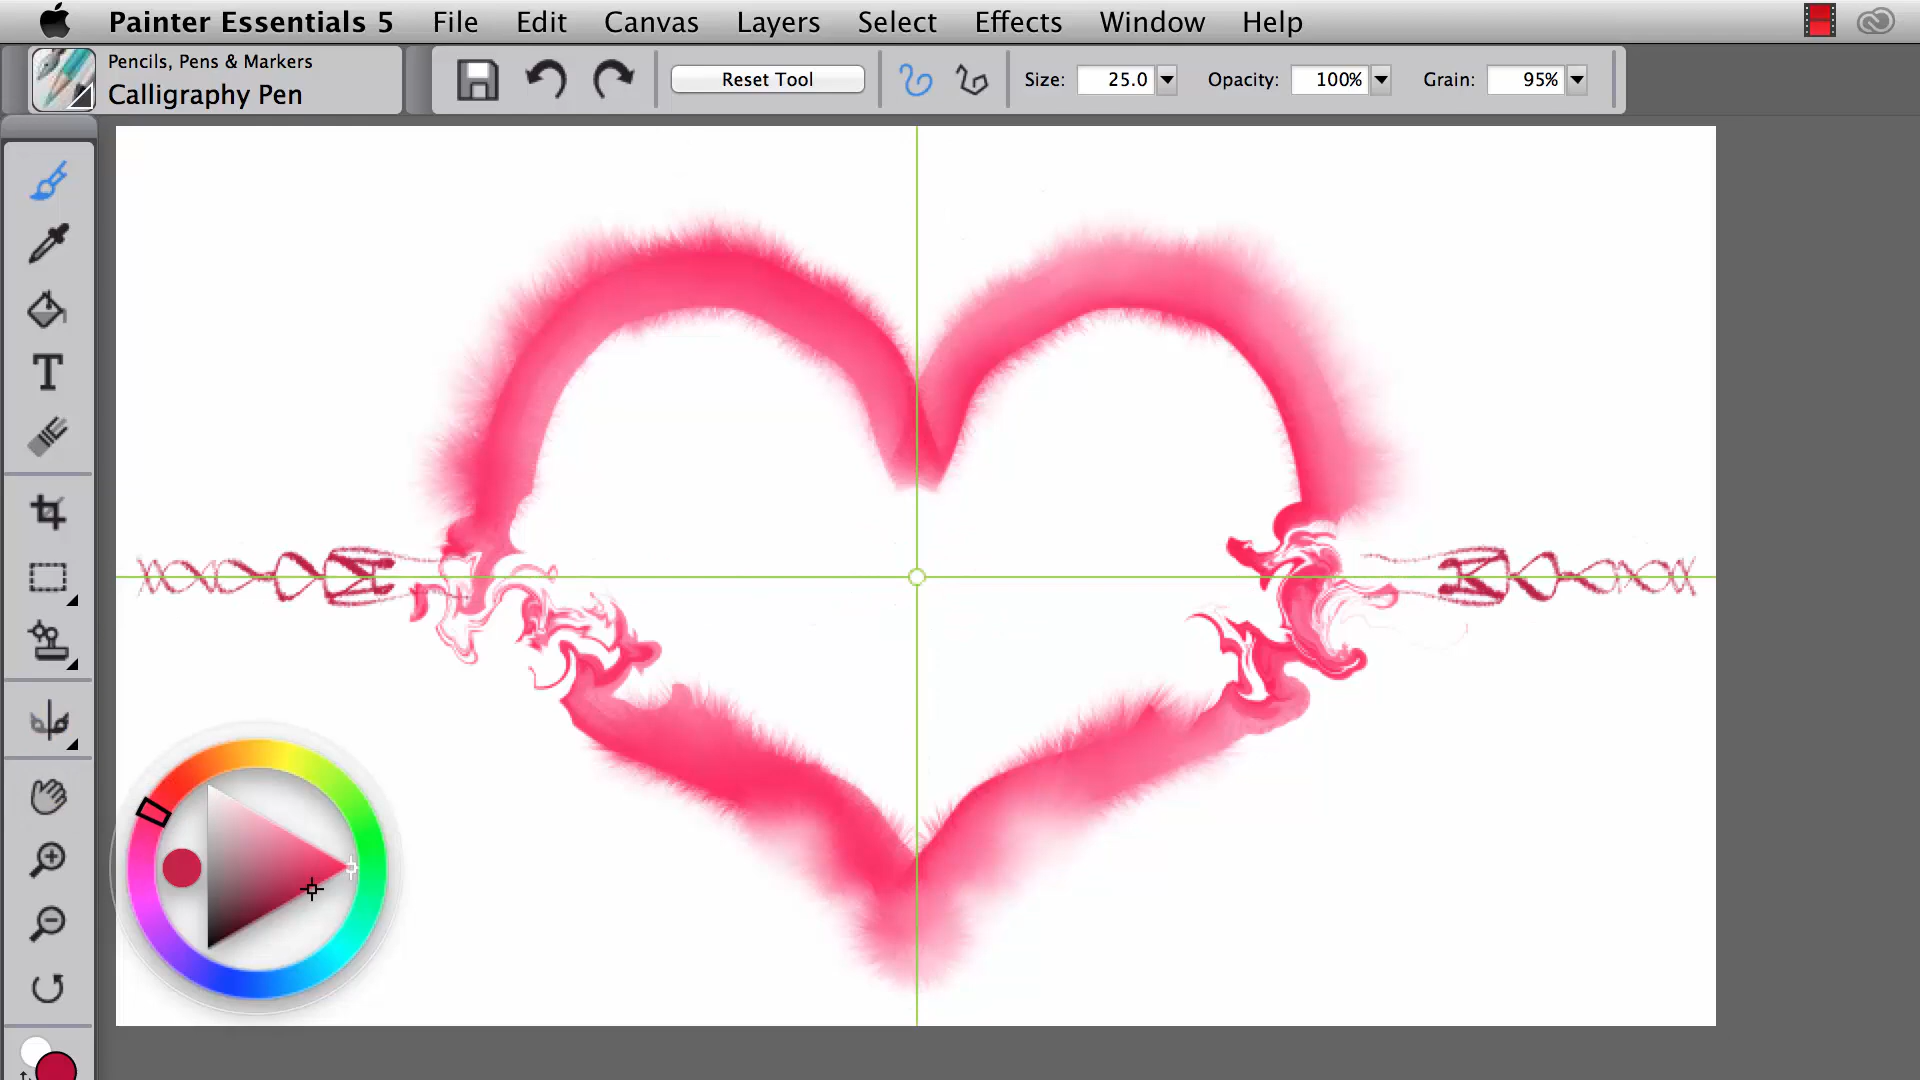 Painter Essentials 5 File Edit Canvas Layers Select Effects Window Help
Pencils, Pens & Markers
Calligraphy Pen
Reset Tool Size: 25.0 Opacity: 100% Grain: 95%